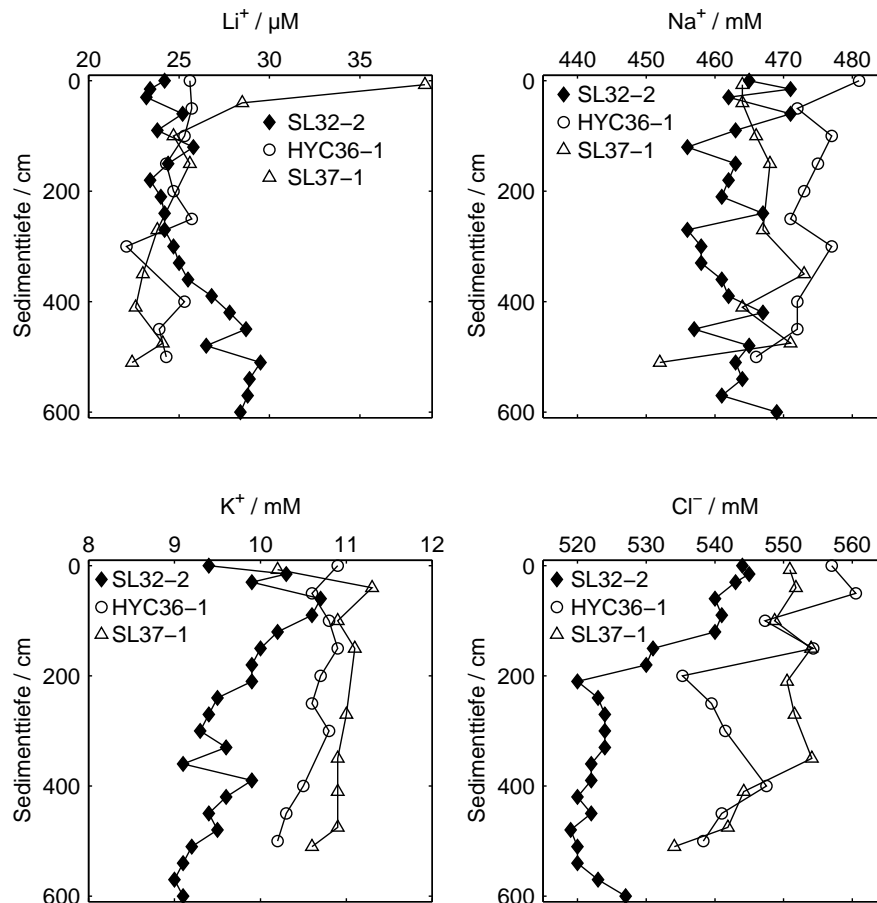 Li⁺ / µM
20 25 30 35
0
200
400
600
Sedimenttiefe / cm
SL32−2
HYC36−1
SL37−1
Na⁺ / mM
440 450 460 470 480
0
200
400
600
Sedimenttiefe / cm
SL32−2
HYC36−1
SL37−1
K⁺ / mM
8 9 10 11 12
0
200
400
600
Sedimenttiefe / cm
SL32−2
HYC36−1
SL37−1
Cl⁻ / mM
520 530 540 550 560
0
200
400
600
Sedimenttiefe / cm
SL32−2
HYC36−1
SL37−1